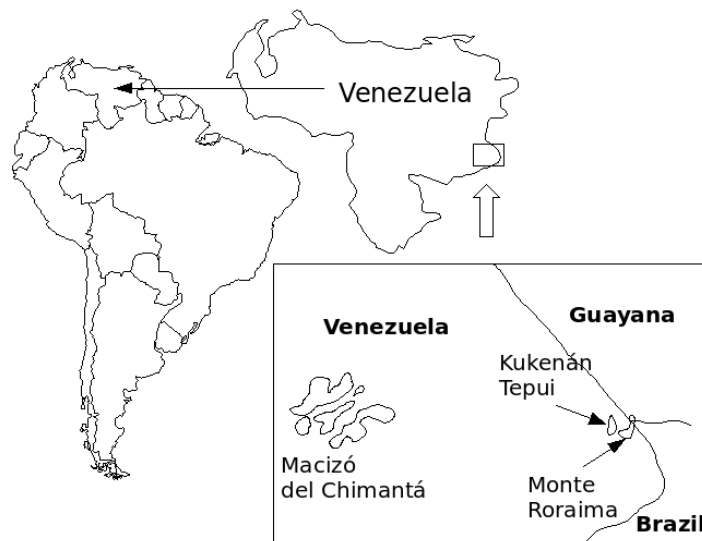 Venezuela
Venezuela
Guayana
Kukenán
Tepui
Macizó
del Chimantá
Monte
Roraima
Brazil